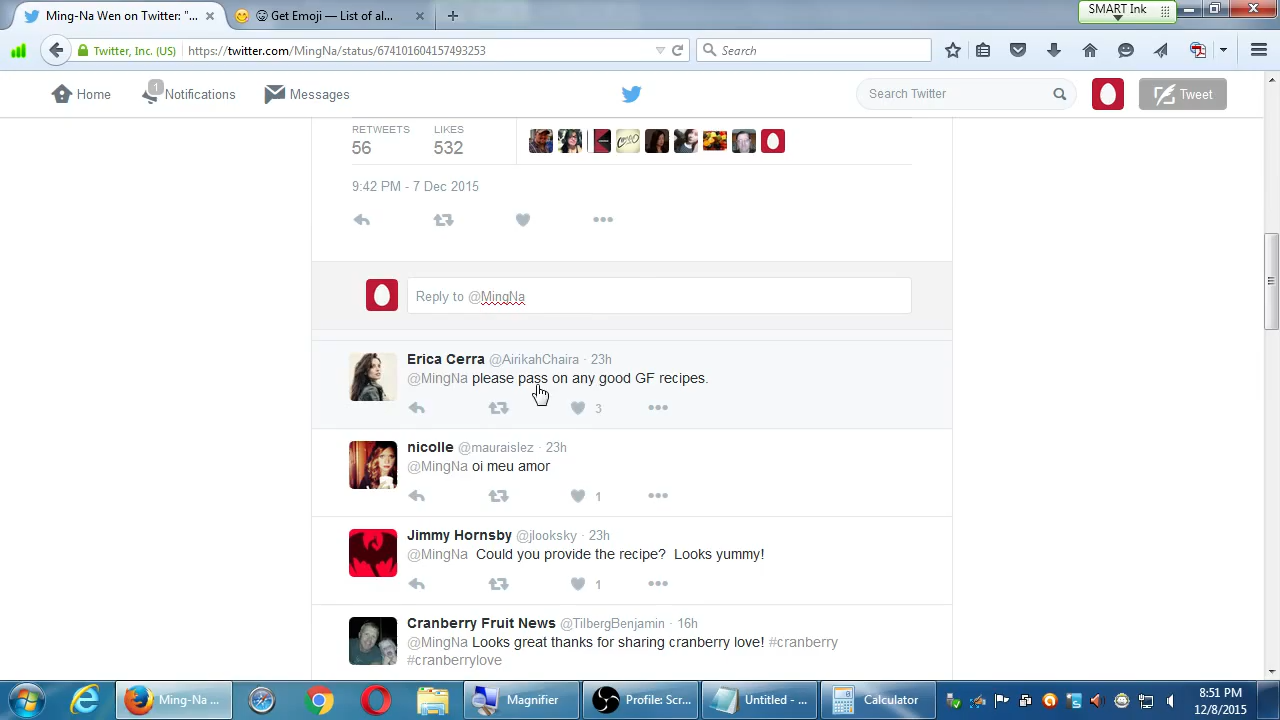 Ming-Na Wen on Twitter: "...
Get Emoji — List of al...
SMART Ink
Twitter, Inc. (US)
https://twitter.com/MingNa/status/674101604157493253
Search
Home
1
Notifications
Messages
Search Twitter
Tweet
RETWEETS
LIKES
56
532
9:42 PM - 7 Dec 2015
Reply to @MingNa
Erica Cerra @AirikahChaira · 23h
@MingNa please pass on any good GF recipes.
3
nicolle @mauraislez · 23h
@MingNa oi meu amor
1
Jimmy Hornsby @jlooksky · 23h
@MingNa Could you provide the recipe? Looks yummy!
1
Cranberry Fruit News @TilbergBenjamin · 16h
@MingNa Looks great thanks for sharing cranberry love! #cranberry
#cranberrylove
Ming-Na ...
Magnifier
Profile: Scr...
Untitled - ...
Calculator
8:51 PM
12/8/2015